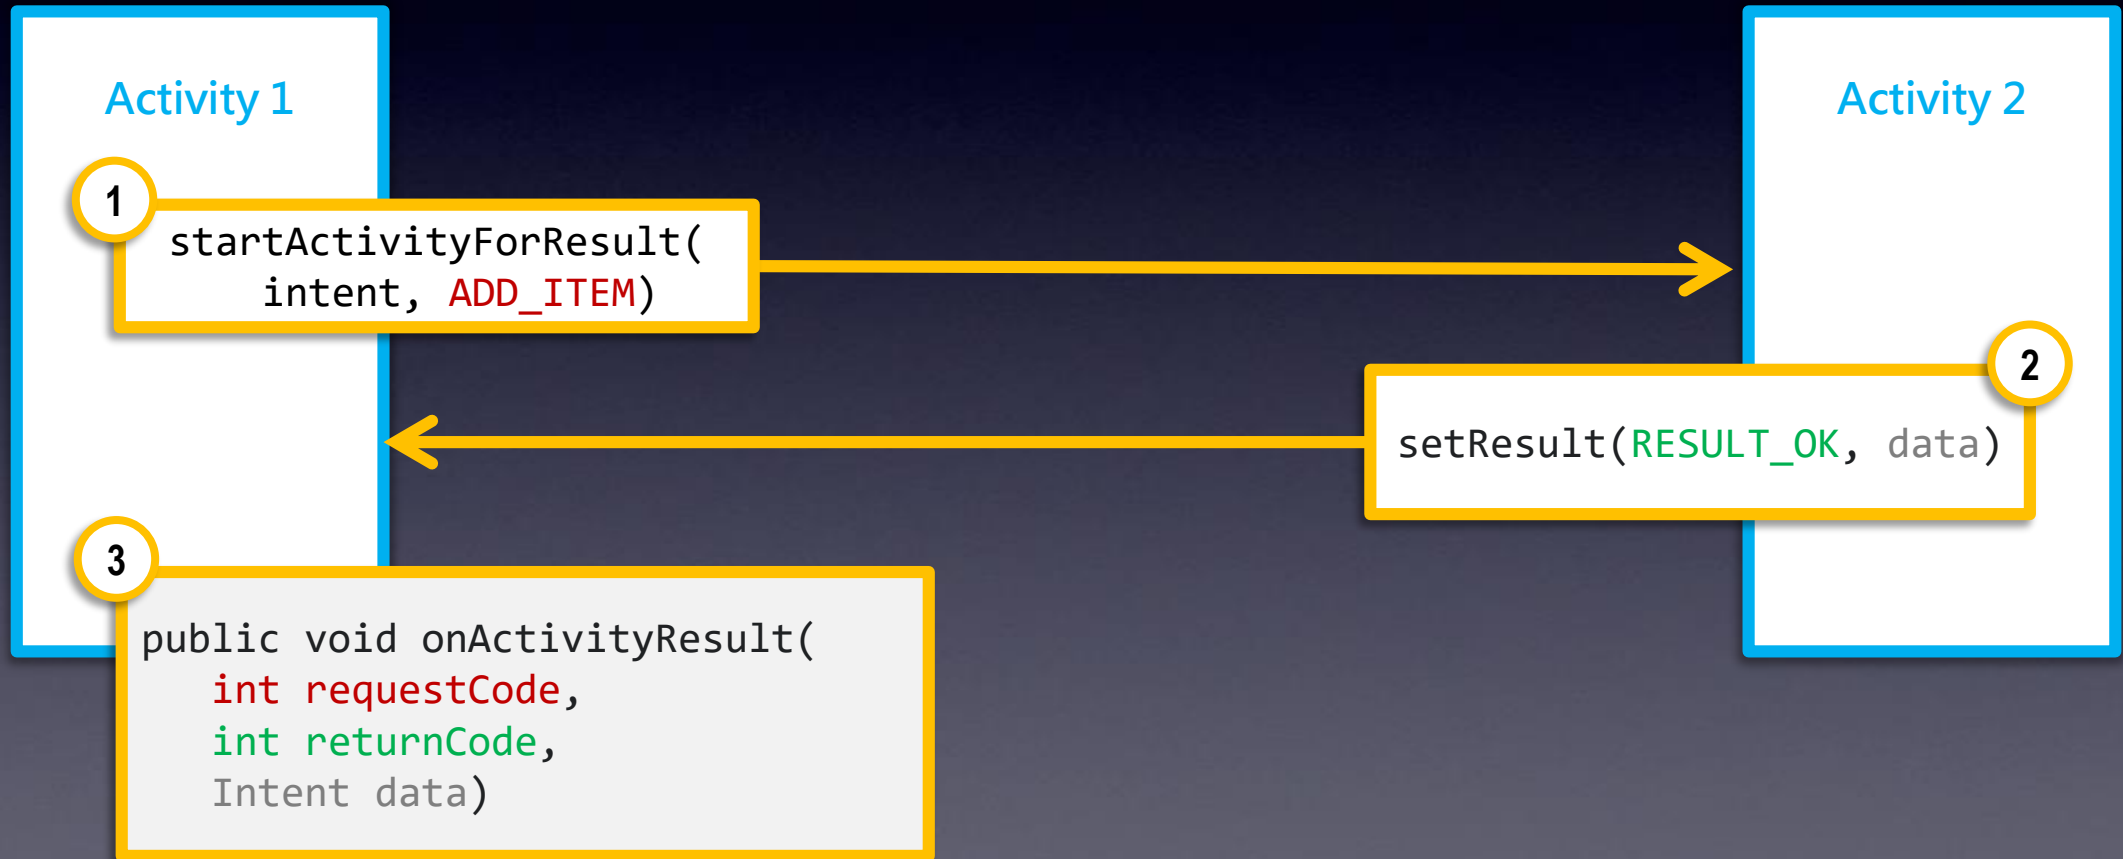 Activity 1
1
startActivityForResult(
intent, ADD_ITEM)
Activity 2
2
setResult(RESULT_OK, data)
3
public void onActivityResult(
int requestCode,
int returnCode,
Intent data)